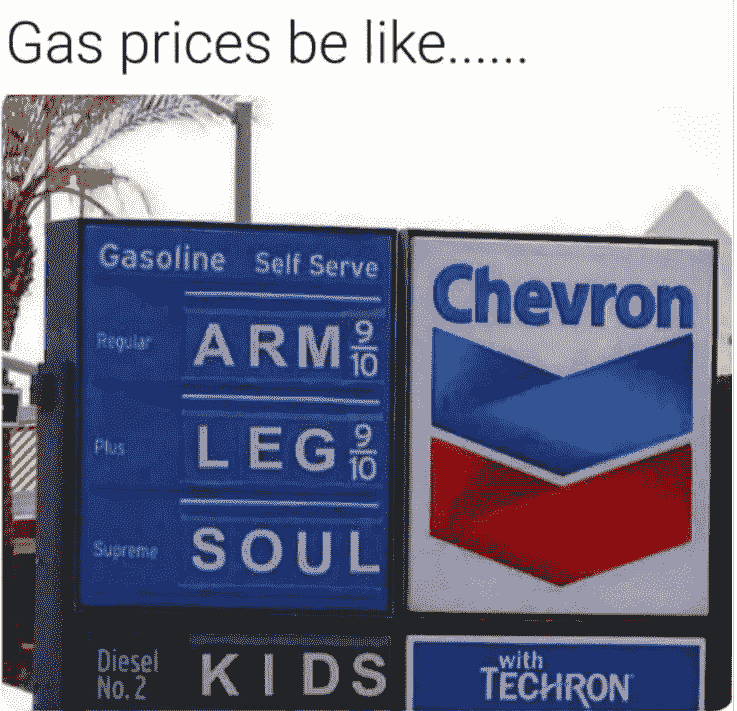 Gas prices be like......
Gasoline Self Serve
Regular ARM 9/10
Plus LEG 9/10
Supreme SOUL
Diesel No. 2 KIDS
Chevron
with
TECHRON